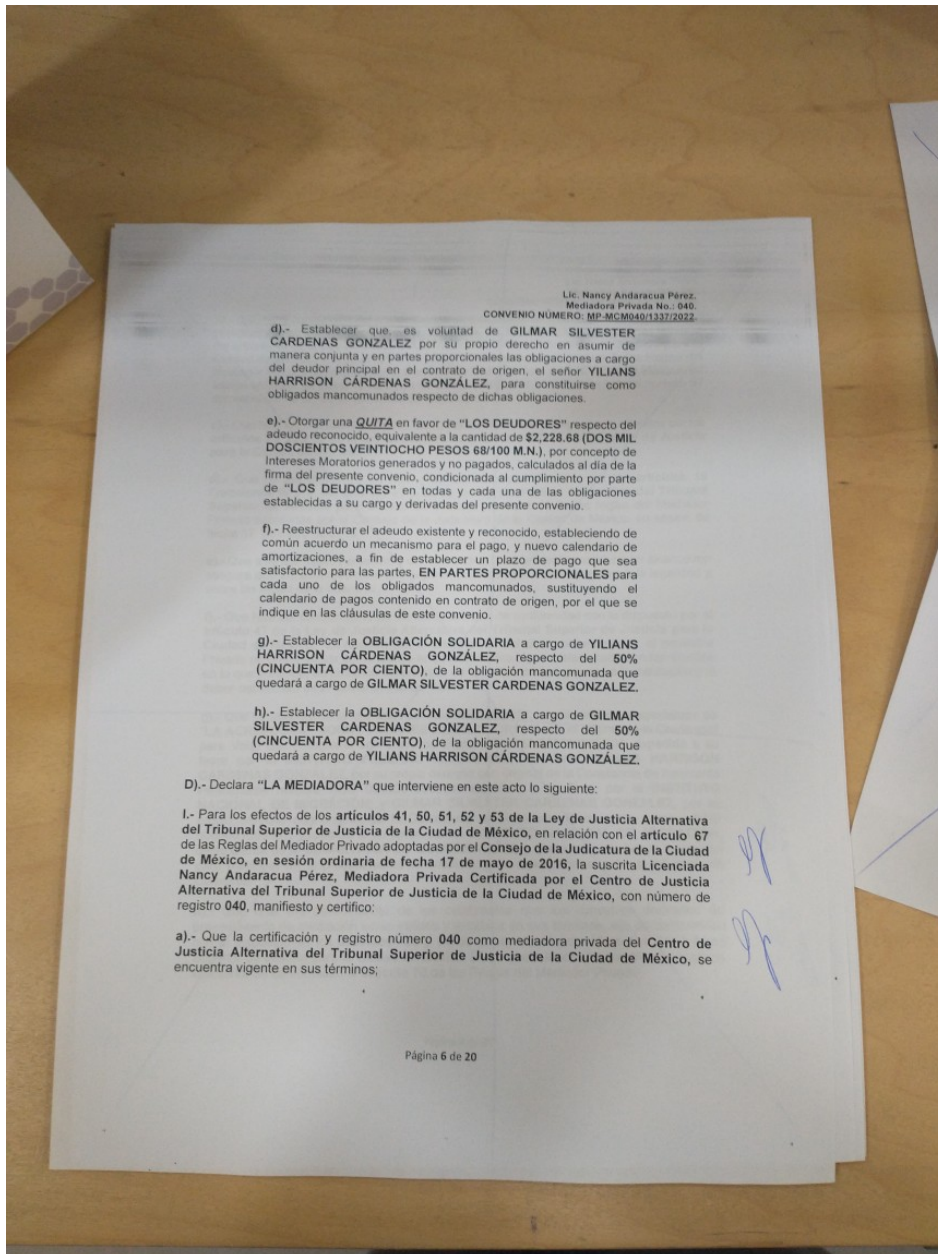 Lic. Nancy Andaracua Pérez.
Mediadora Privada No.: 040.
CONVENIO NÚMERO: MP-MCM040/1337/2022.
d).- Establecer que, es voluntad de GILMAR SILVESTER
CARDENAS GONZALEZ por su propio derecho en asumir de
manera conjunta y en partes proporcionales las obligaciones a cargo
del deudor principal en el contrato de origen, el señor YILIANS
HARRISON CÁRDENAS GONZÁLEZ, para constituirse como
obligados mancomunados respecto de dichas obligaciones.
e).- Otorgar una QUITA en favor de “LOS DEUDORES” respecto del
adeudo reconocido, equivalente a la cantidad de $2,228.68 (DOS MIL
DOSCIENTOS VEINTIOCHO PESOS 68/100 M.N.), por concepto de
Intereses Moratorios generados y no pagados, calculados al día de la
firma del presente convenio, condicionada al cumplimiento por parte
de “LOS DEUDORES” en todas y cada una de las obligaciones
establecidas a su cargo y derivadas del presente convenio.
f).- Reestructurar el adeudo existente y reconocido, estableciendo de
común acuerdo un mecanismo para el pago, y nuevo calendario de
amortizaciones, a fin de establecer un plazo de pago que sea
satisfactorio para las partes, EN PARTES PROPORCIONALES para
cada uno de los obligados mancomunados, sustituyendo el
calendario de pagos contenido en contrato de origen, por el que se
indique en las cláusulas de este convenio.
g).- Establecer la OBLIGACIÓN SOLIDARIA a cargo de YILIANS
HARRISON CÁRDENAS GONZÁLEZ, respecto del 50%
(CINCUENTA POR CIENTO), de la obligación mancomunada que
quedará a cargo de GILMAR SILVESTER CARDENAS GONZALEZ.
h).- Establecer la OBLIGACIÓN SOLIDARIA a cargo de GILMAR
SILVESTER CARDENAS GONZALEZ, respecto del 50%
(CINCUENTA POR CIENTO), de la obligación mancomunada que
quedará a cargo de YILIANS HARRISON CÁRDENAS GONZÁLEZ.
D).- Declara “LA MEDIADORA” que interviene en este acto lo siguiente:
I.- Para los efectos de los artículos 41, 50, 51, 52 y 53 de la Ley de Justicia Alternativa
del Tribunal Superior de Justicia de la Ciudad de México, en relación con el artículo 67
de las Reglas del Mediador Privado adoptadas por el Consejo de la Judicatura de la Ciudad
de México, en sesión ordinaria de fecha 17 de mayo de 2016, la suscrita Licenciada
Nancy Andaracua Pérez, Mediadora Privada Certificada por el Centro de Justicia
Alternativa del Tribunal Superior de Justicia de la Ciudad de México, con número de
registro 040, manifiesto y certifico:
a).- Que la certificación y registro número 040 como mediadora privada del Centro de
Justicia Alternativa del Tribunal Superior de Justicia de la Ciudad de México, se
encuentra vigente en sus términos;
Página 6 de 20